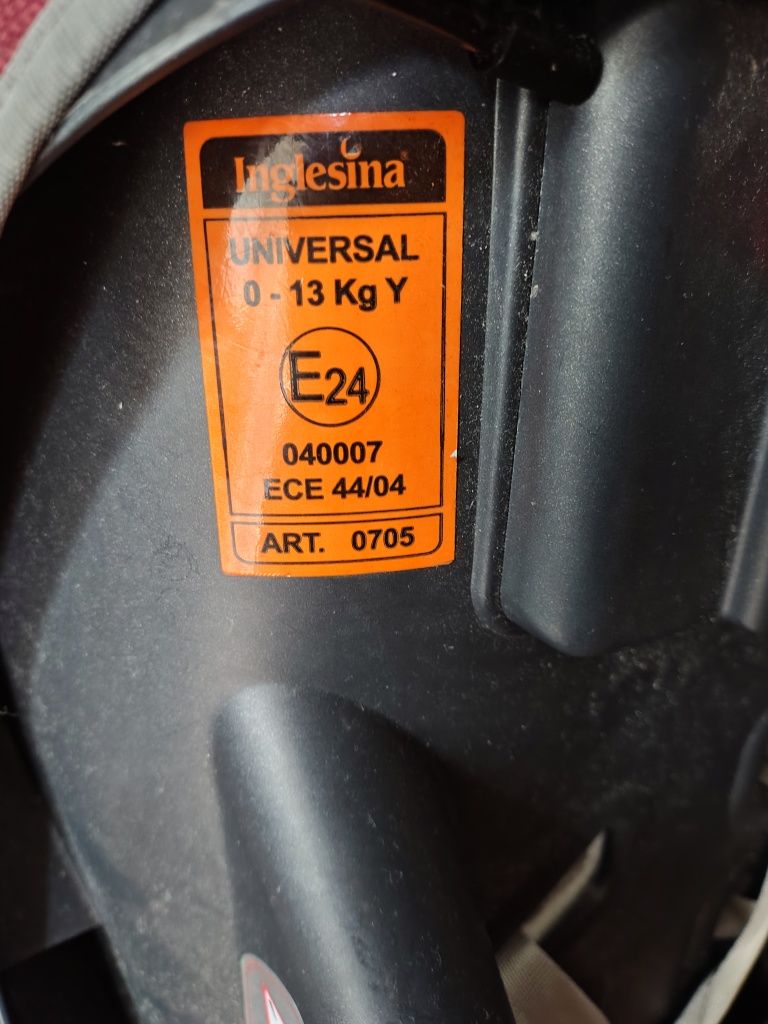 Inglesina
UNIVERSAL
0 - 13 Kg Y
E24
040007
ECE 44/04
ART. 0705